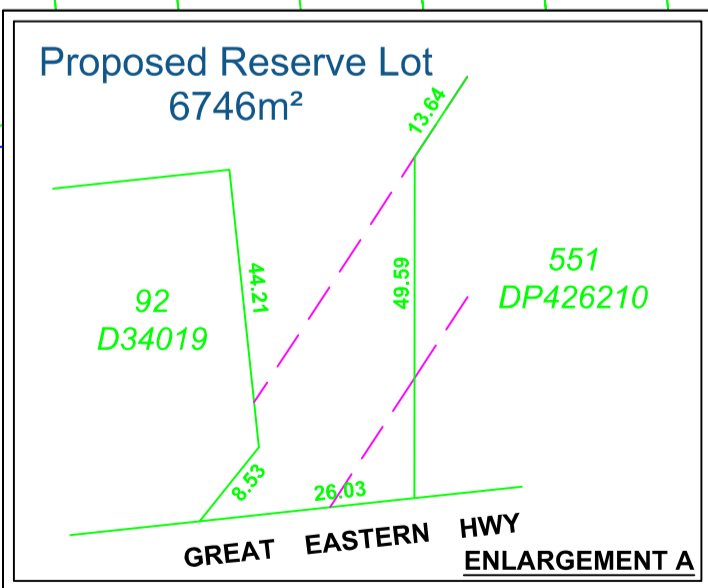 Proposed Reserve Lot
6746m²
13.64
44.21
49.59
92
D34019
551
DP426210
8.53
26.03
GREAT EASTERN HWY
ENLARGEMENT A